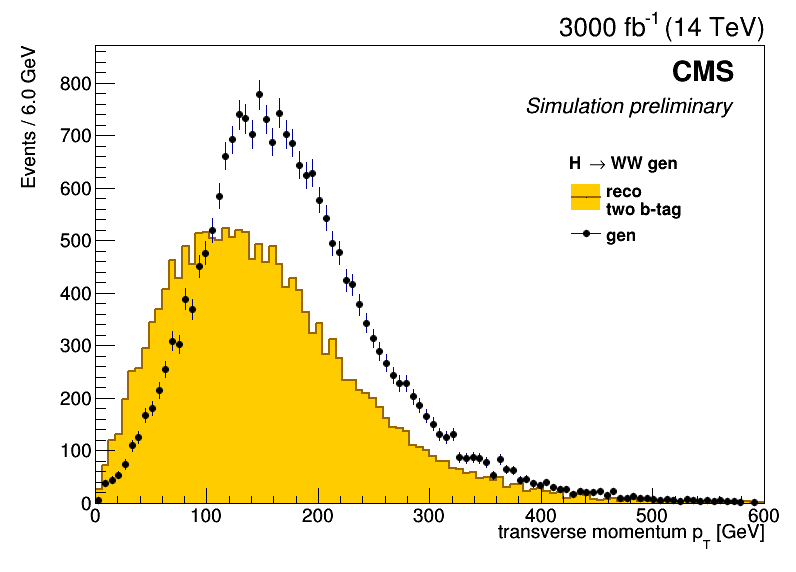 3000 fb-1 (14 TeV)
CMS
Simulation preliminary
H → WW gen
reco
two b-tag
gen
Events / 6.0 GeV
800
700
600
500
400
300
200
100
0
0 100 200 300 400 500 600
transverse momentum pT [GeV]